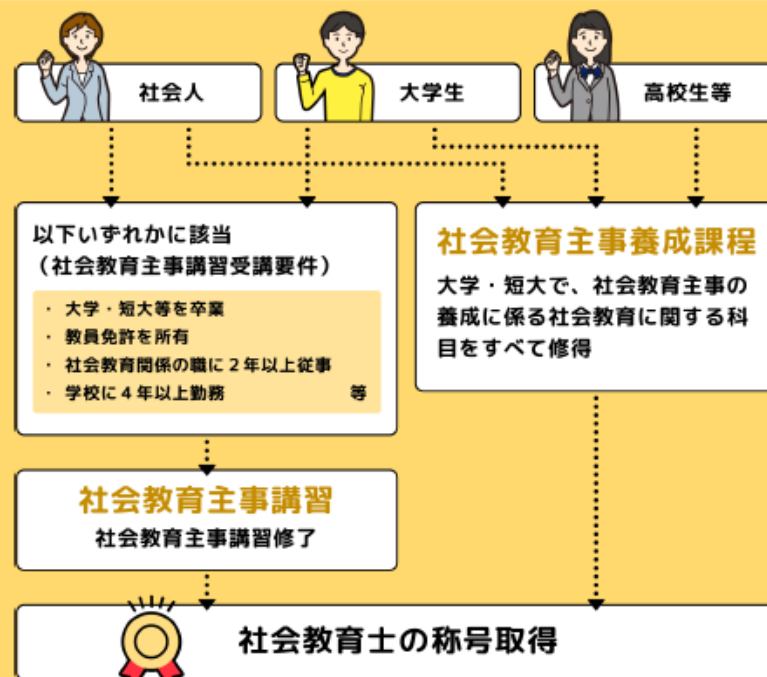 社会人
大学生
高校生等
以下いずれかに該当
（社会教育主事講習受講要件）
・ 大学・短大等を卒業
・ 教員免許を所有
・ 社会教育関係の職に２年以上従事
・ 学校に４年以上勤務 等
社会教育主事養成課程
大学・短大で、社会教育主事の
養成に係る社会教育に関する科
目をすべて修得
社会教育主事講習
社会教育主事講習修了
社会教育士の称号取得